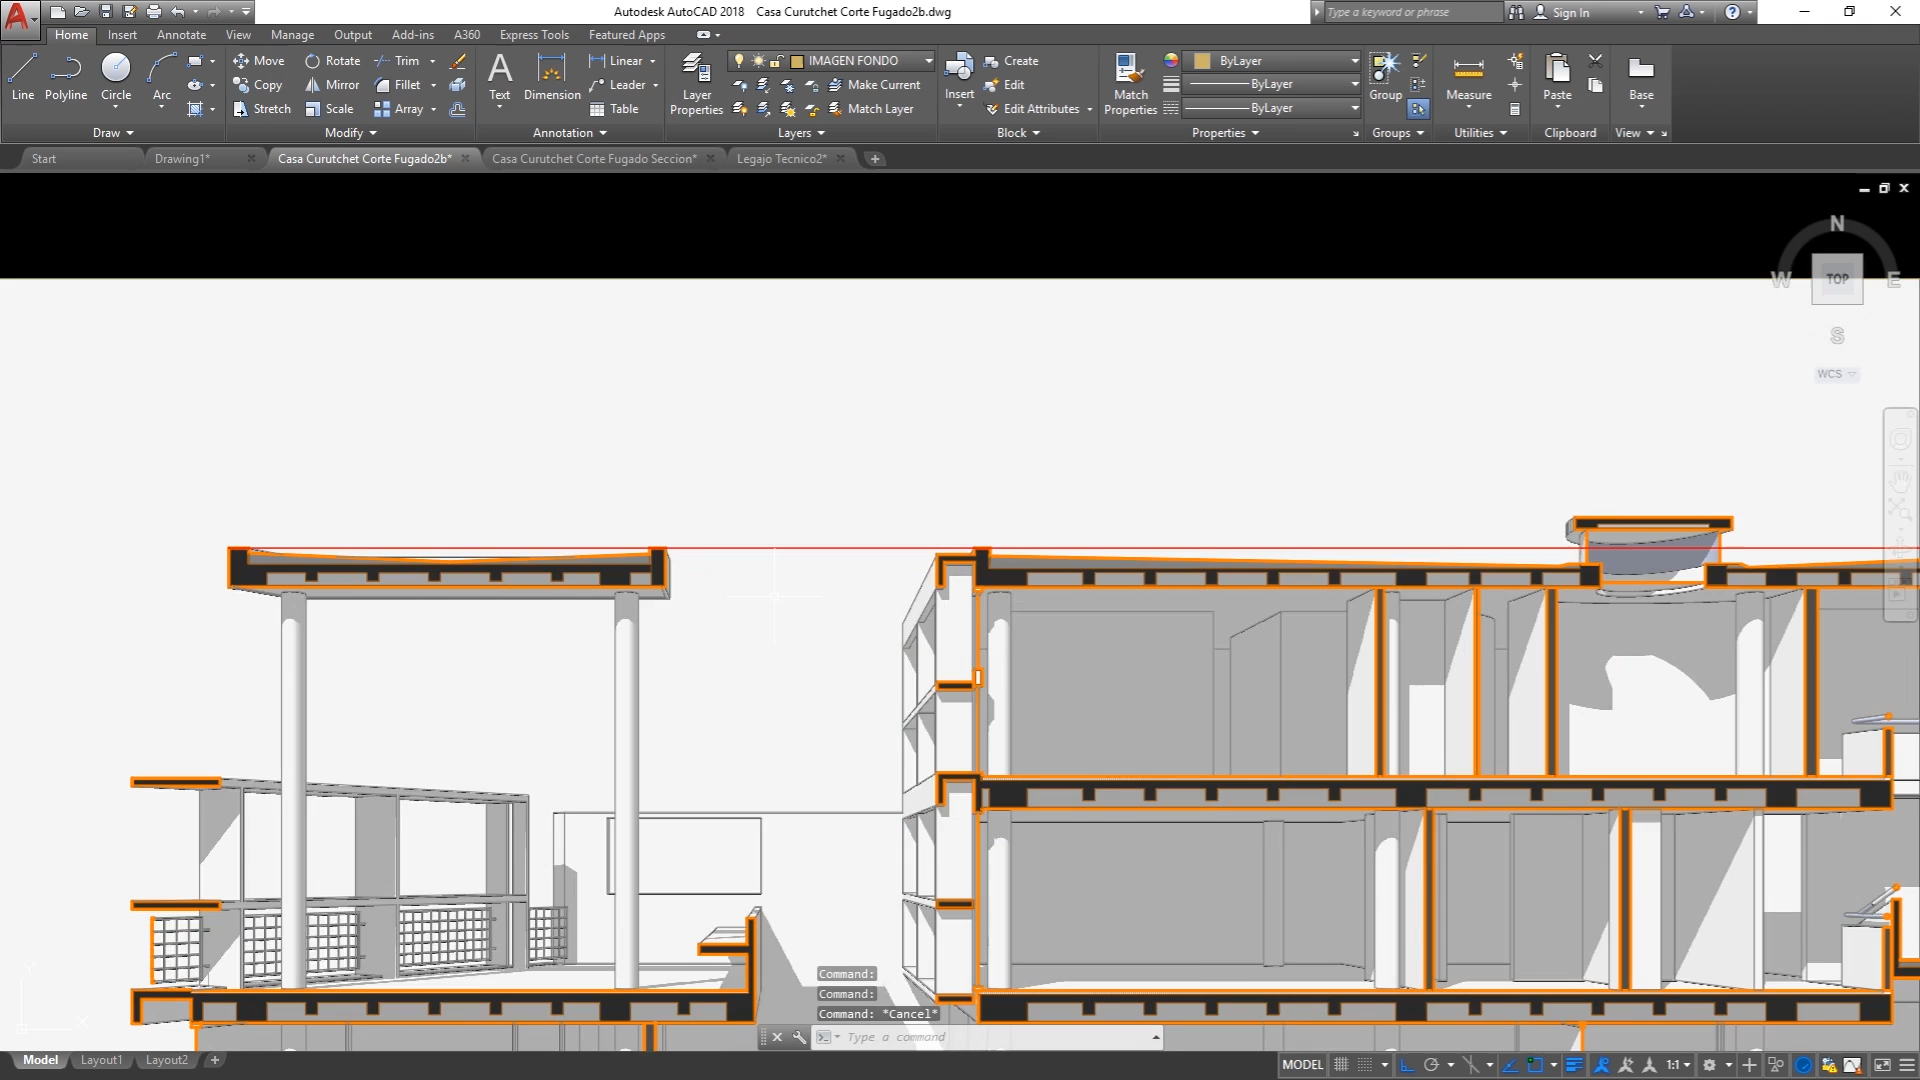 Autodesk AutoCAD 2018 Casa Curutchet Corte Fugado2b.dwg
Type a keyword or phrase
Sign In
Home Insert Annotate View Manage Output Add-ins A360 Express Tools Featured Apps
Line Polyline Circle Arc
Move Rotate Trim
Copy Mirror Fillet
Stretch Scale Array
Text Dimension
Linear
Leader
Table
Layer Properties
IMAGEN FONDO
Make Current
Match Layer
Insert
Create
Edit
Edit Attributes
Match Properties
ByLayer
ByLayer
ByLayer
Group
Measure
Paste
Base
Draw Modify Annotation Layers Block Properties Groups Utilities Clipboard View
Start Drawing1* Casa Curutchet Corte Fugado2b* Casa Curutchet Corte Fugado Seccion* Legajo Tecnico2*
N
W TOP E
S
WCS
Command:
Command:
Command: *Cancel*
Type a command
Y
X
Model Layout1 Layout2
MODEL 1:1